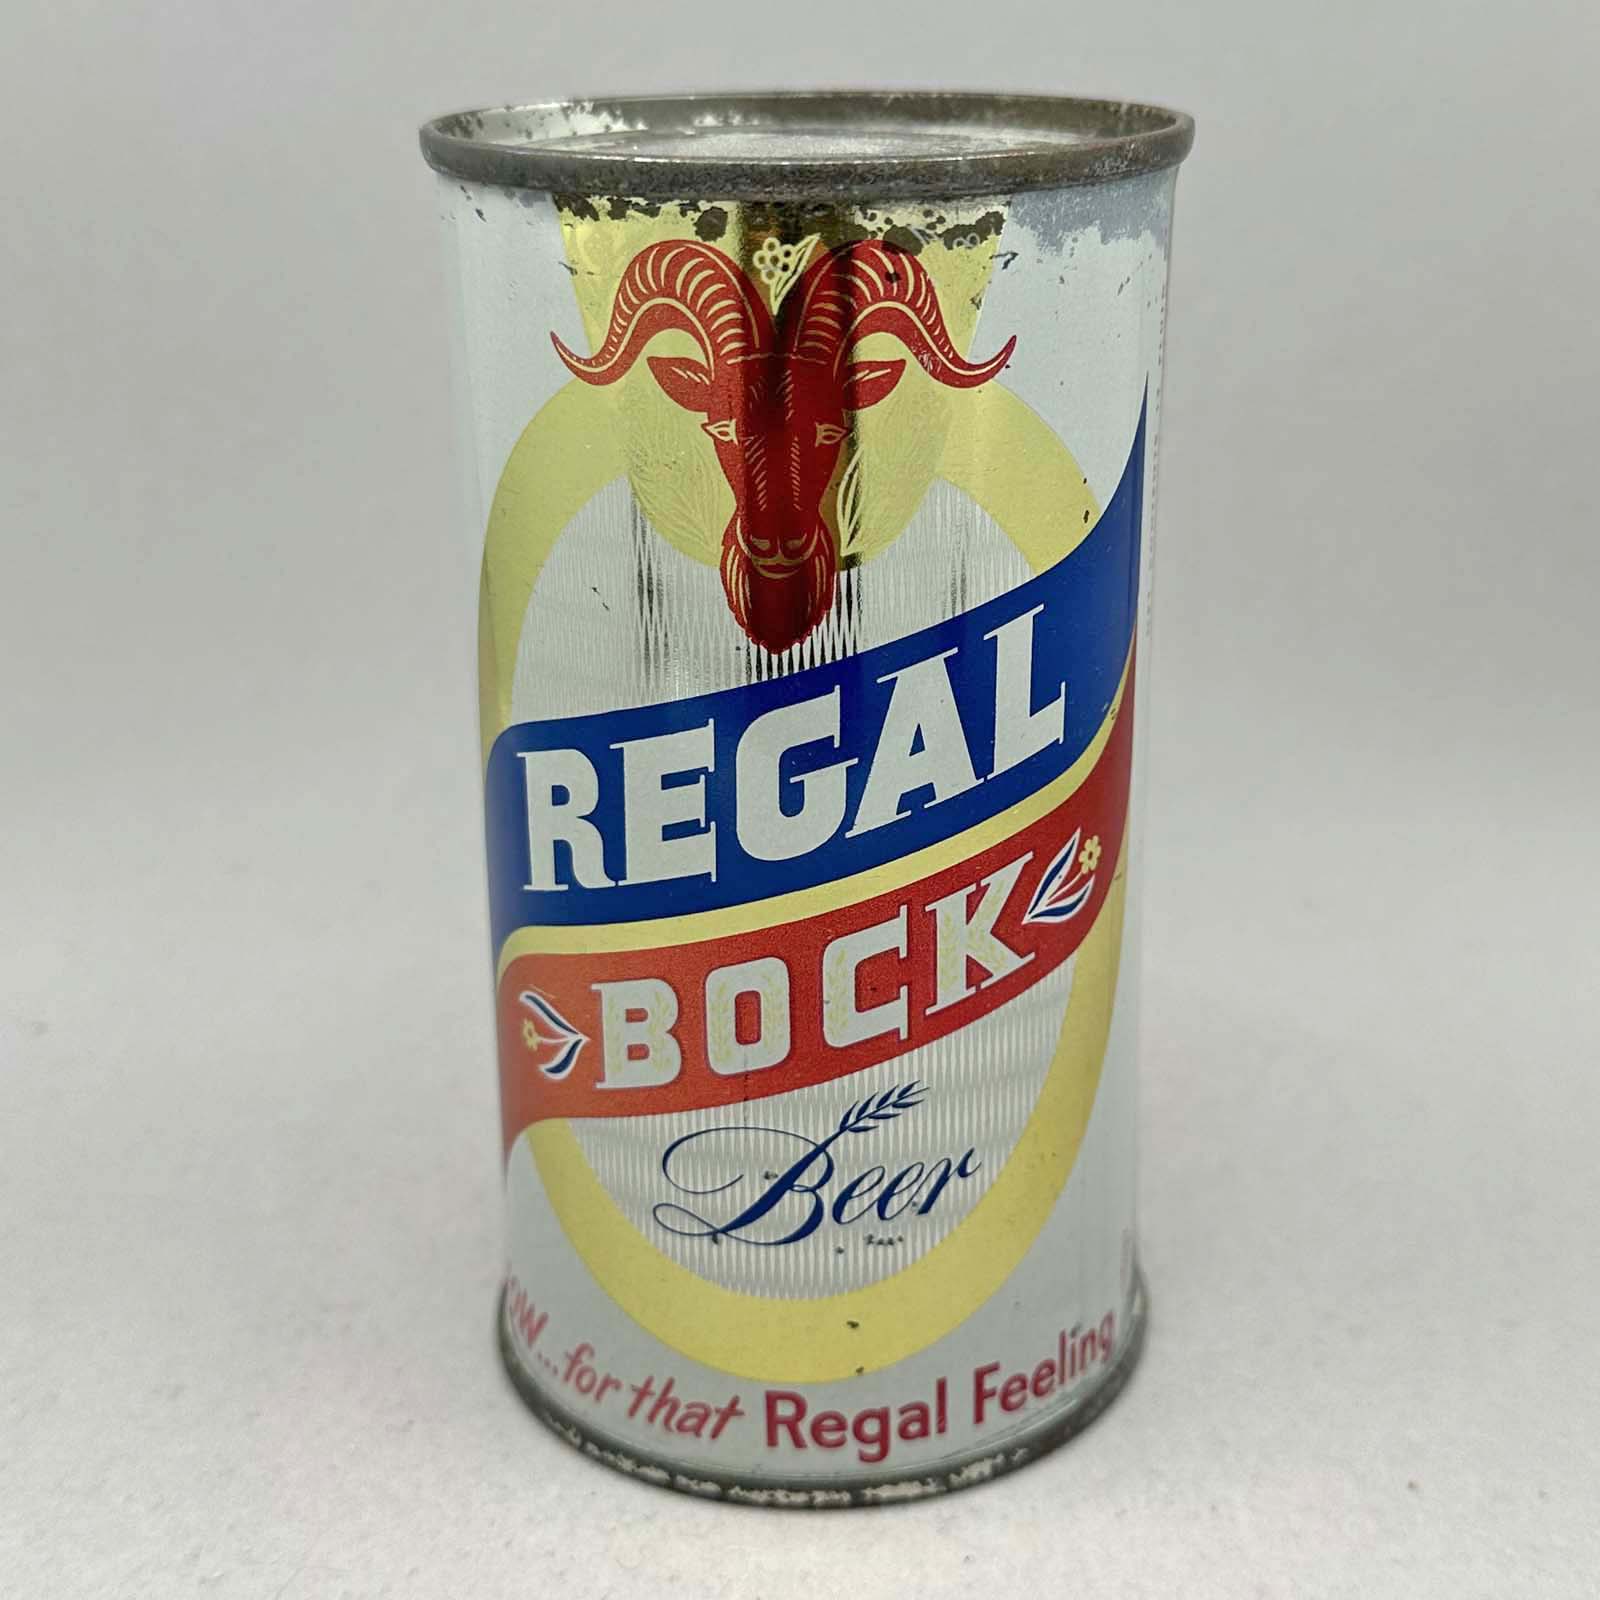 REGAL
BOCK
Beer
...for that Regal Feeling